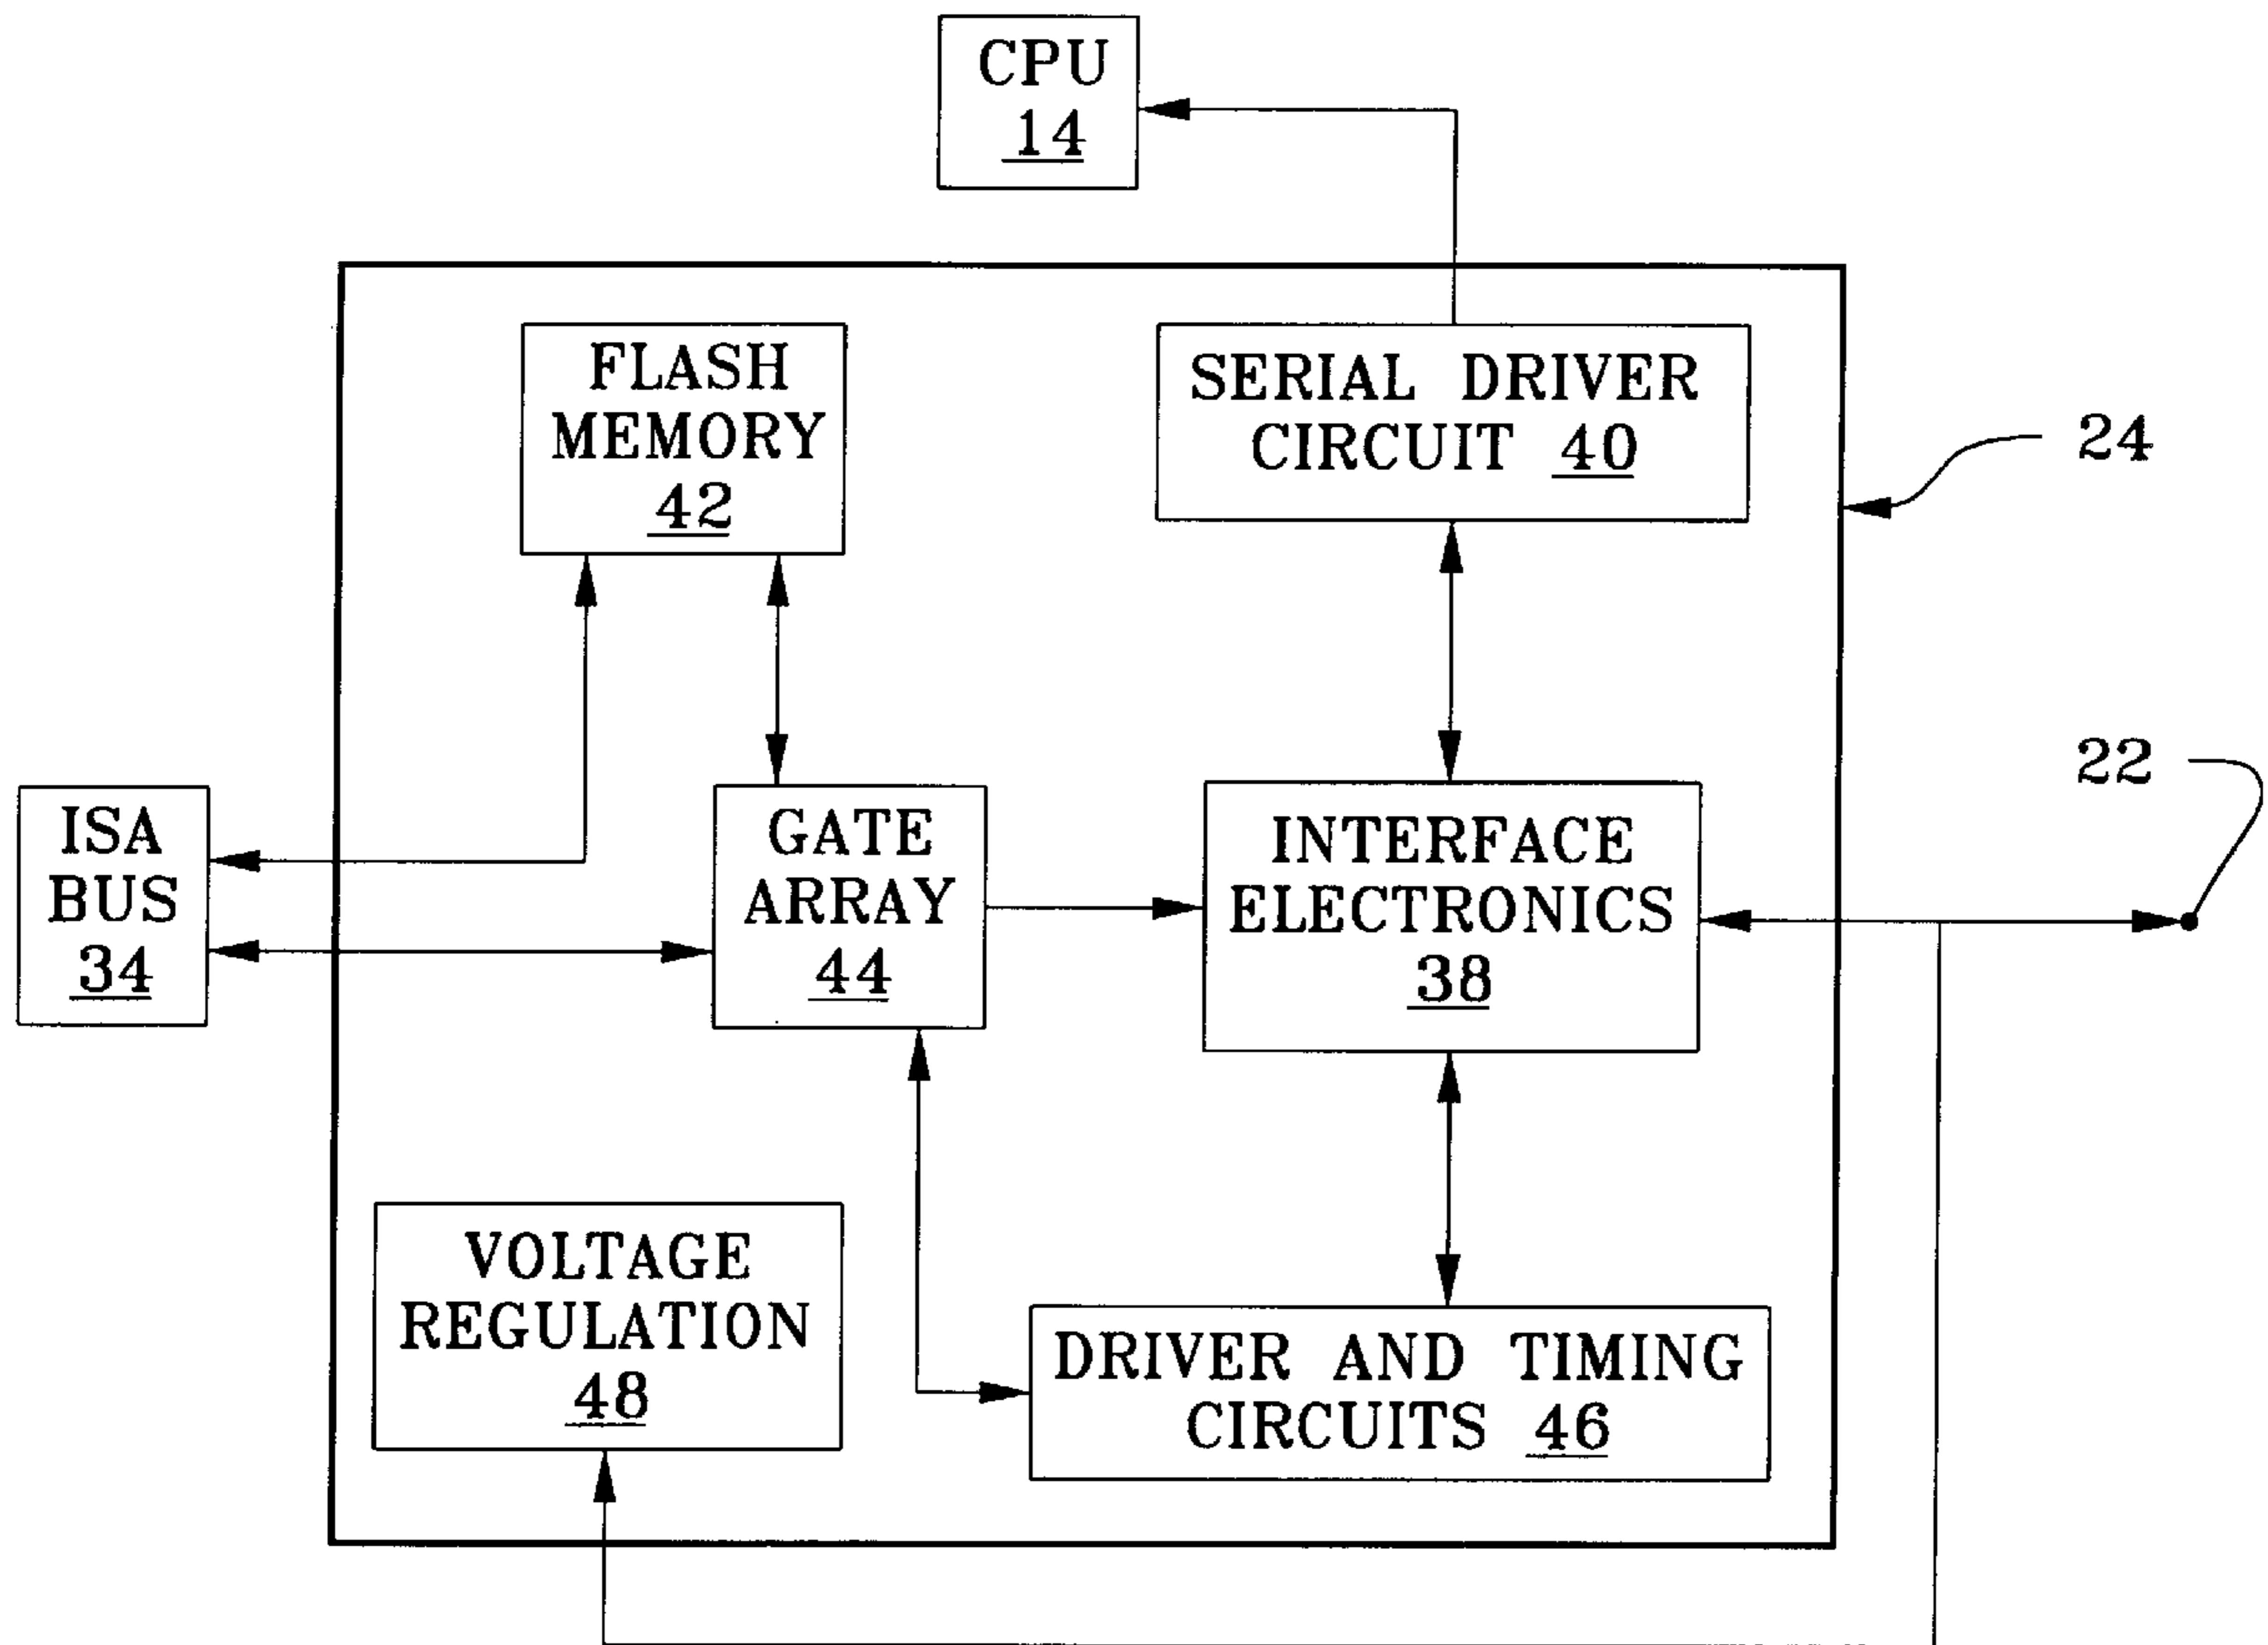 CPU
14
FLASH
MEMORY
42
SERIAL DRIVER
CIRCUIT 40
24
22
ISA
BUS
34
GATE
ARRAY
44
INTERFACE
ELECTRONICS
38
VOLTAGE
REGULATION
48
DRIVER AND TIMING
CIRCUITS 46